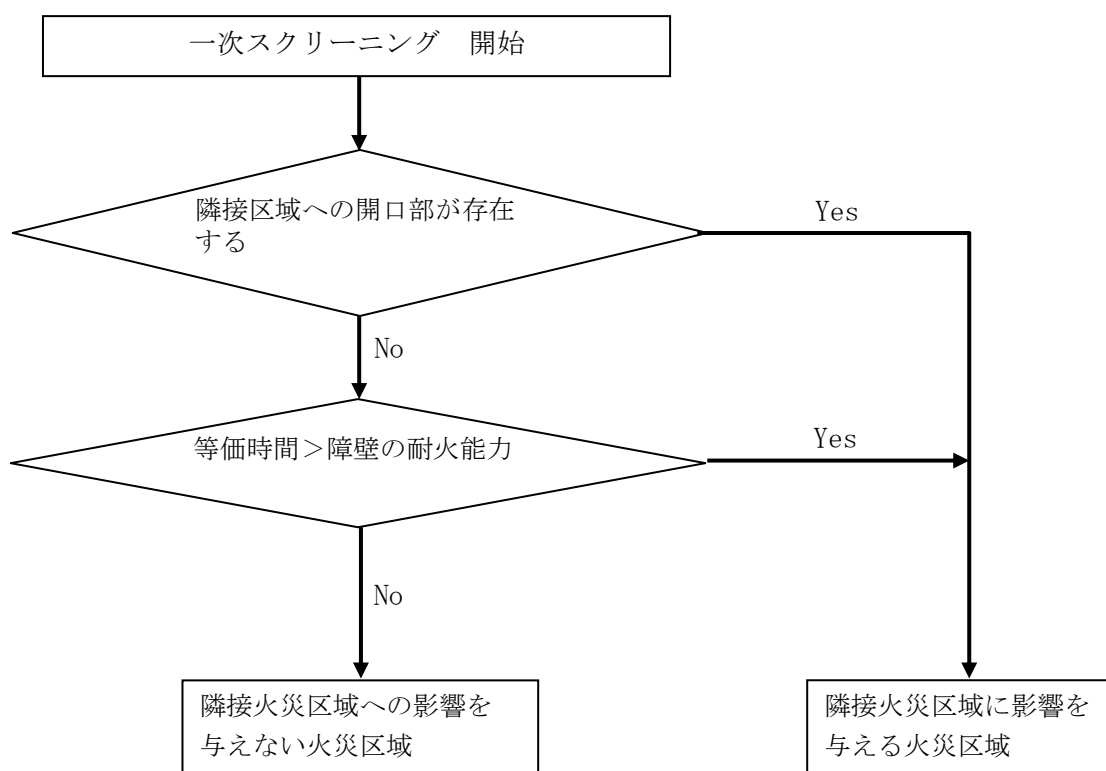 一次スクリーニング　開始
隣接区域への開口部が存在
する
Yes
No
等価時間＞障壁の耐火能力
Yes
No
隣接火災区域への影響を
与えない火災区域
隣接火災区域に影響を
与える火災区域